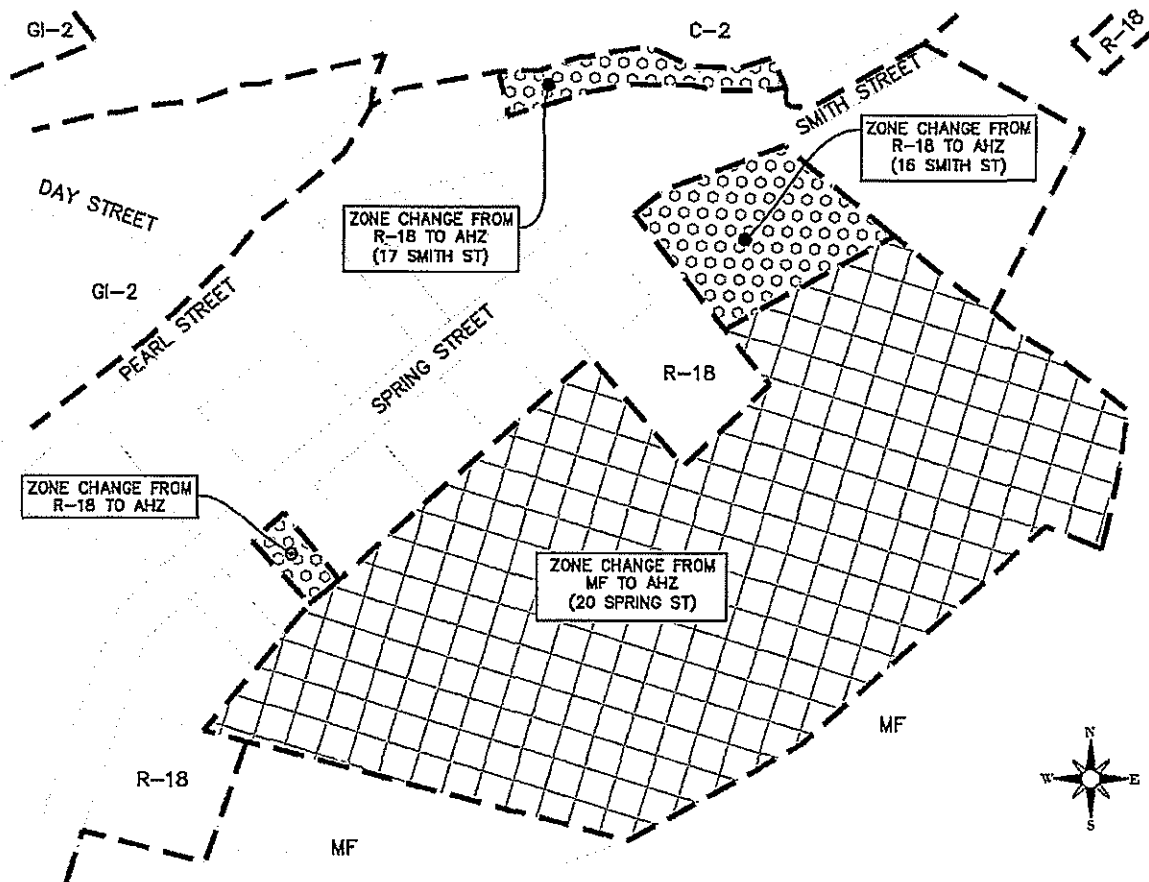 GI-2
C-2
R-18
SMITH STREET
ZONE CHANGE FROM
R-18 TO AHZ
(16 SMITH ST)
DAY STREET
ZONE CHANGE FROM
R-18 TO AHZ
(17 SMITH ST)
GI-2
PEARL STREET
SPRING STREET
R-18
ZONE CHANGE FROM
R-18 TO AHZ
ZONE CHANGE FROM
MF TO AHZ
(20 SPRING ST)
MF
N
W E
S
R-18
MF